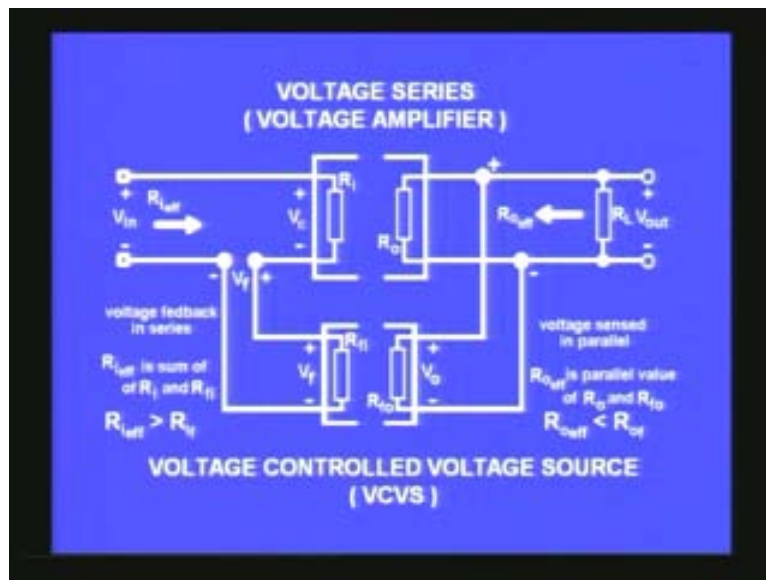 VOLTAGE SERIES
( VOLTAGE AMPLIFIER )
+
Ri
+
+
+
Vin
Rieff
Vc
Ro
Roeff
RL
Vout
-
-
-
-
- Vf +
voltage fedback
in series
Rieff is sum of
of Ri and Rfi
Rieff > Rif
+
Vf
-
Rfi
Rfo
+
Vo
-
voltage sensed
in parallel
Roeff is parallel value
of Ro and Rfo
Roeff < Rof
VOLTAGE CONTROLLED VOLTAGE SOURCE
( VCVS )